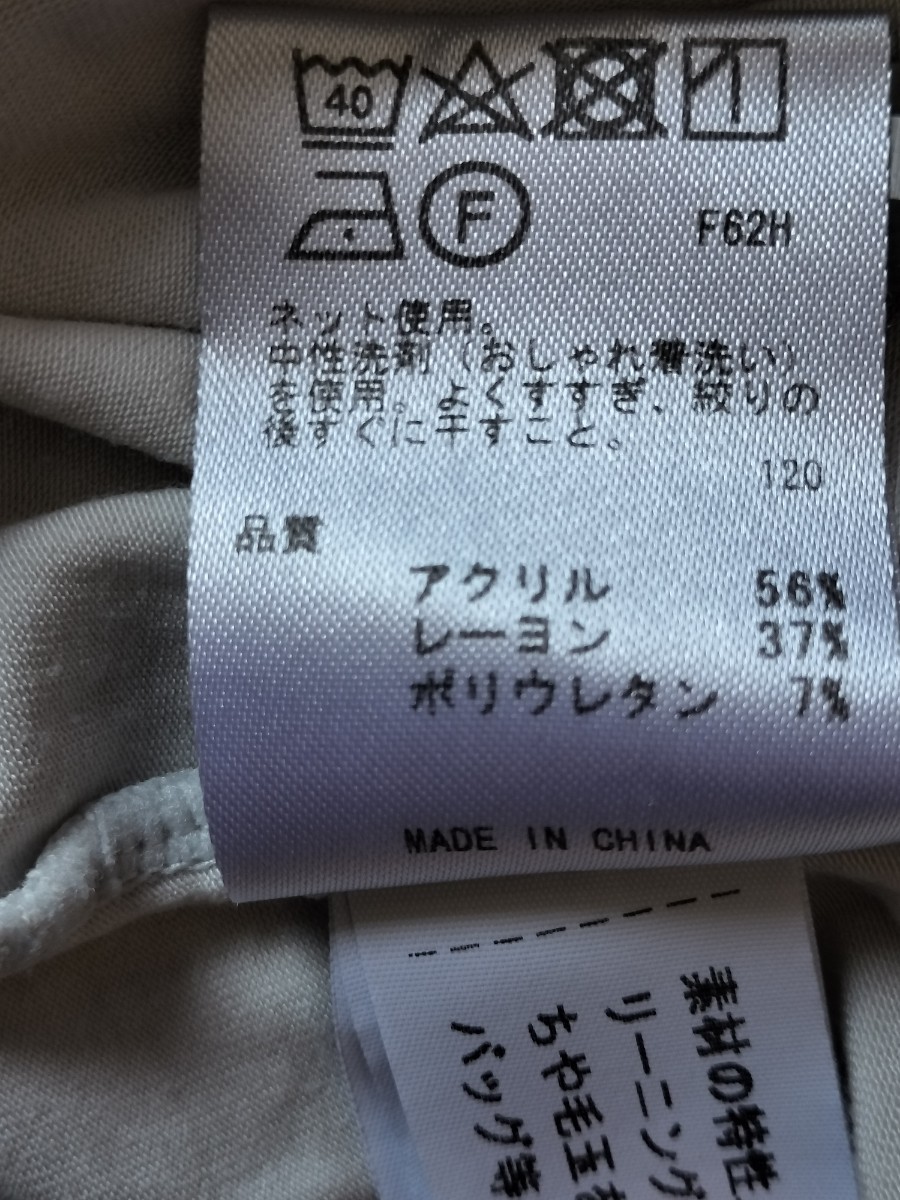 40
F
F62H
ネット使用。
中性洗剤（おしゃれ着洗い）
を使用。よくすすぎ、絞りの
後すぐに干すこと。
120
品質
アクリル 56%
レーヨン 37%
ポリウレタン 7%
MADE IN CHINA
素材の特性
リーニング
ちや毛玉
パッグ等